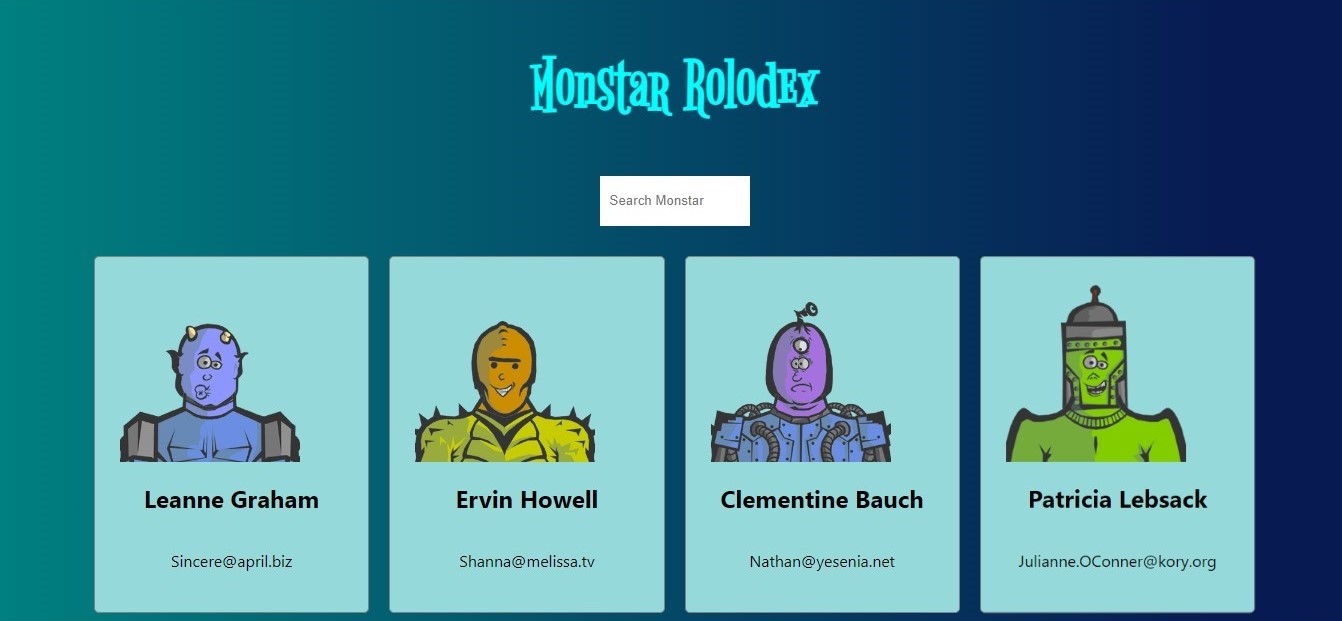 Monstar Rolodex
Search Monstar
Leanne Graham
Sincere@april.biz
Ervin Howell
Shanna@melissa.tv
Clementine Bauch
Nathan@yesenia.net
Patricia Lebsack
Julianne.OConner@kory.org